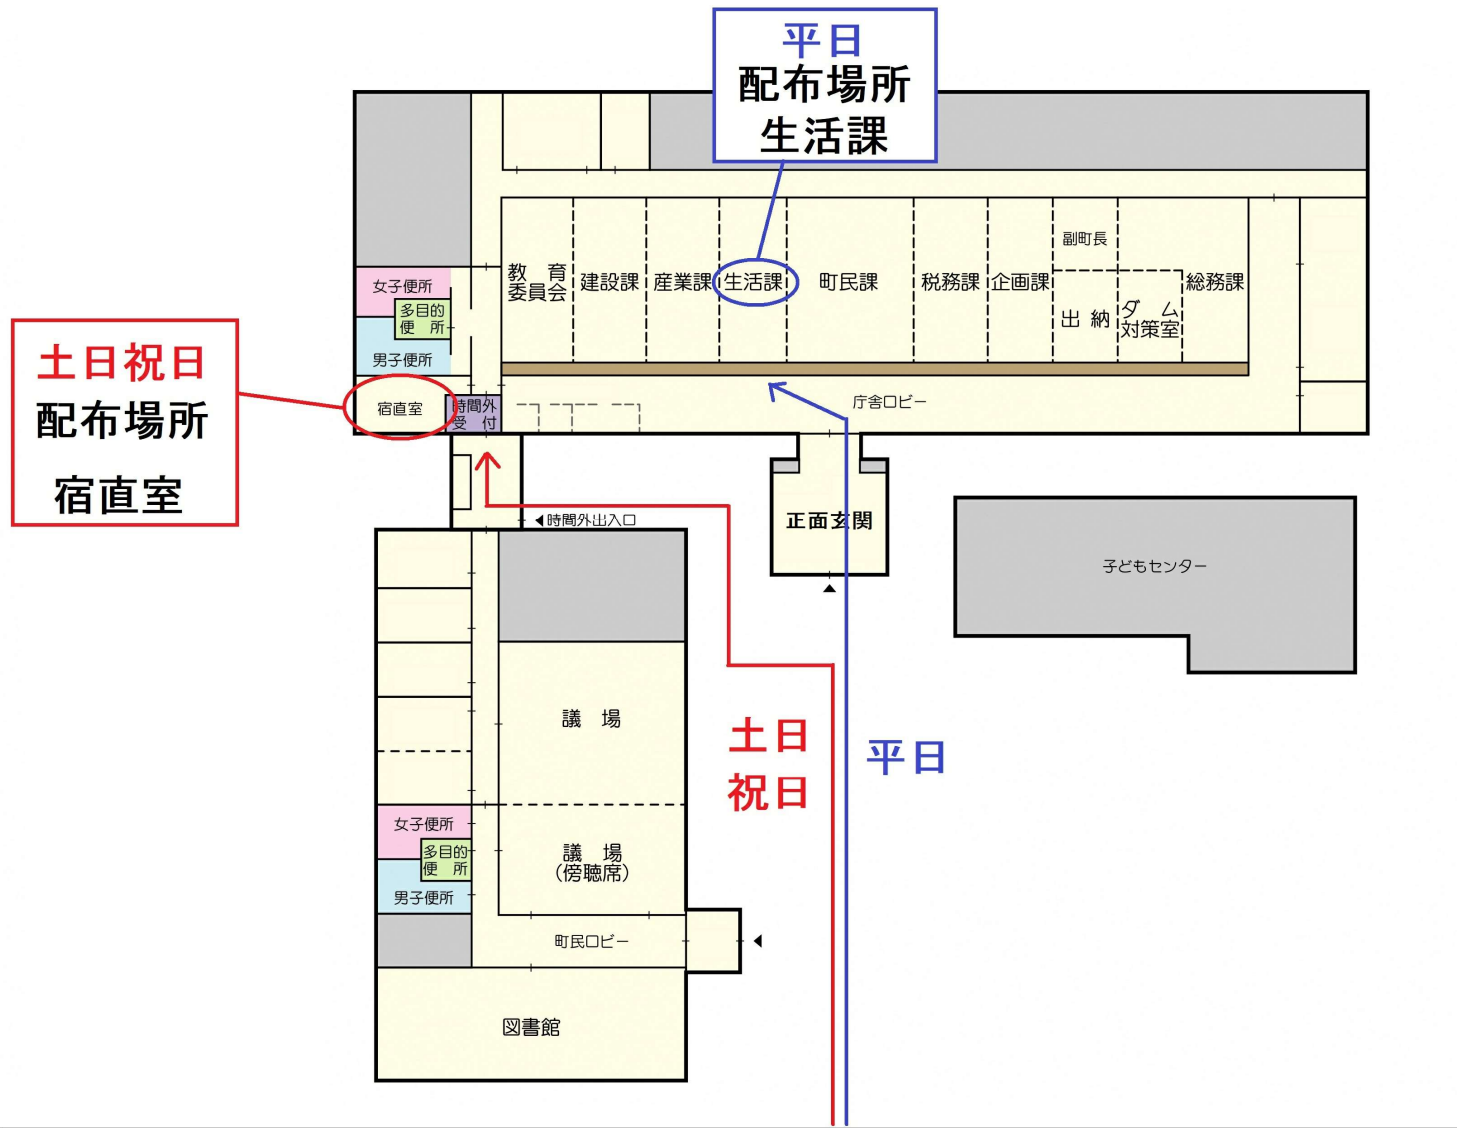 平日
配布場所
生活課
副町長
教　育
委員会
建設課
産業課
生活課
町民課
税務課
企画課
出 納
ダ　ム
対策室
総務課
女子便所
多目的
便　所
男子便所
土日祝日
配布場所
宿直室
宿直室
時間外
受　付
庁舎ロビー
◀時間外出入口
正面玄関
▲
子どもセンター
議　場
土日
祝日
平日
女子便所
多目的
便　所
男子便所
議　場
（傍聴席）
町民ロビー
◀
図書館